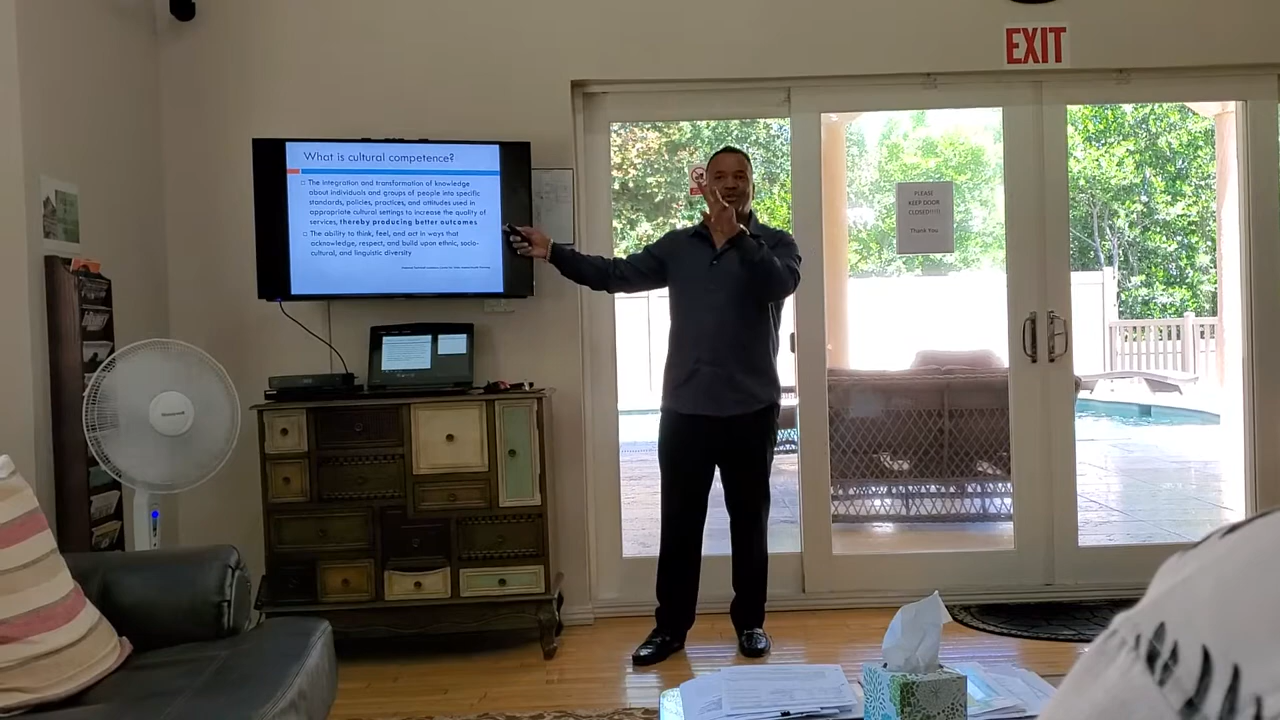 EXIT
What is cultural competence?
□ The integration and transformation of knowledge
about individuals and groups of people into specific
standards, policies, practices, and attitudes used in
appropriate cultural settings to increase the quality of
services, thereby producing better outcomes
□ The ability to think, feel, and act in ways that
acknowledge, respect, and build upon ethnic, socio-
cultural, and linguistic diversity
PLEASE
KEEP DOOR
CLOSED!!!!
Thank You